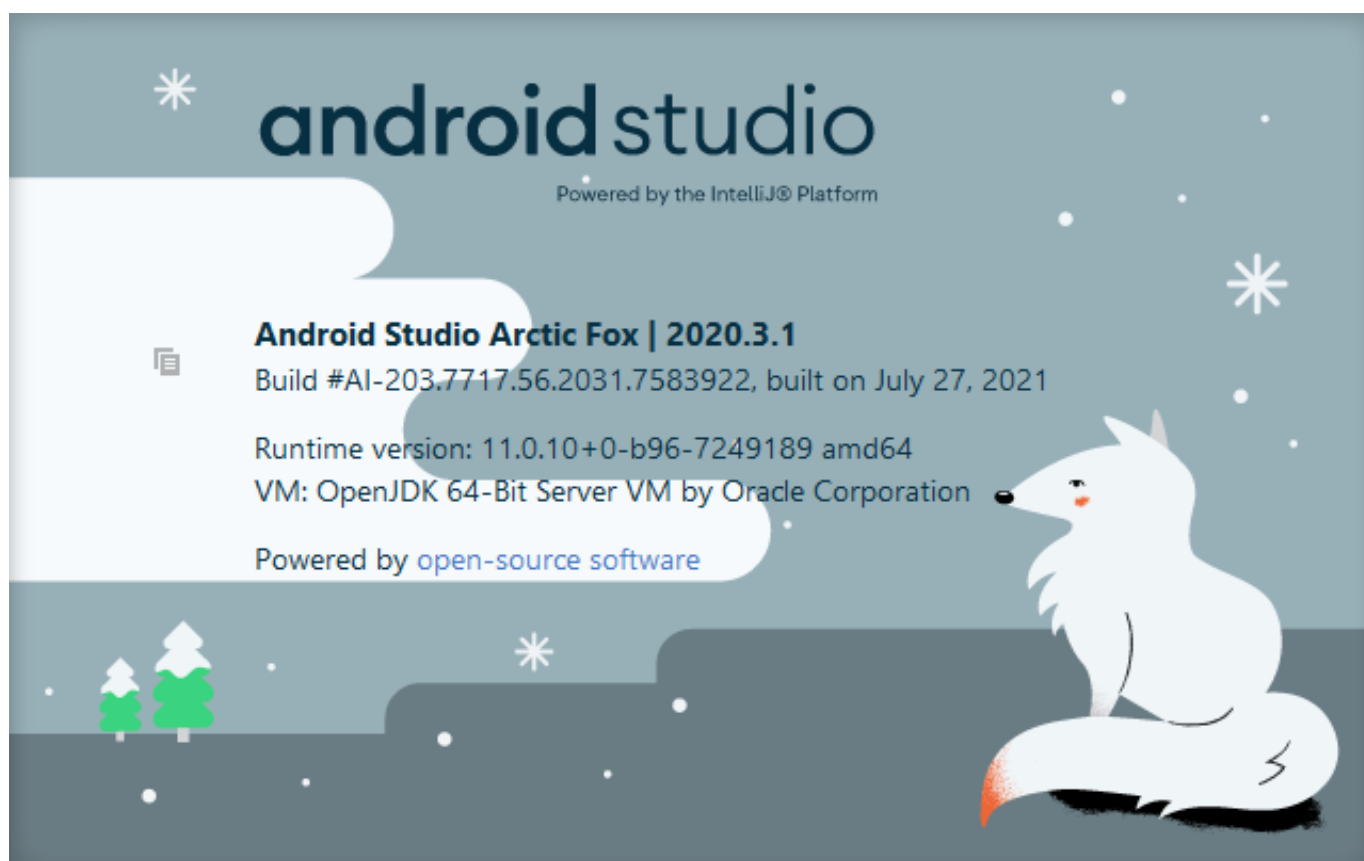 android studio
Powered by the IntelliJ® Platform
Android Studio Arctic Fox | 2020.3.1
Build #AI-203.7717.56.2031.7583922, built on July 27, 2021
Runtime version: 11.0.10+0-b96-7249189 amd64
VM: OpenJDK 64-Bit Server VM by Oracle Corporation
Powered by open-source software